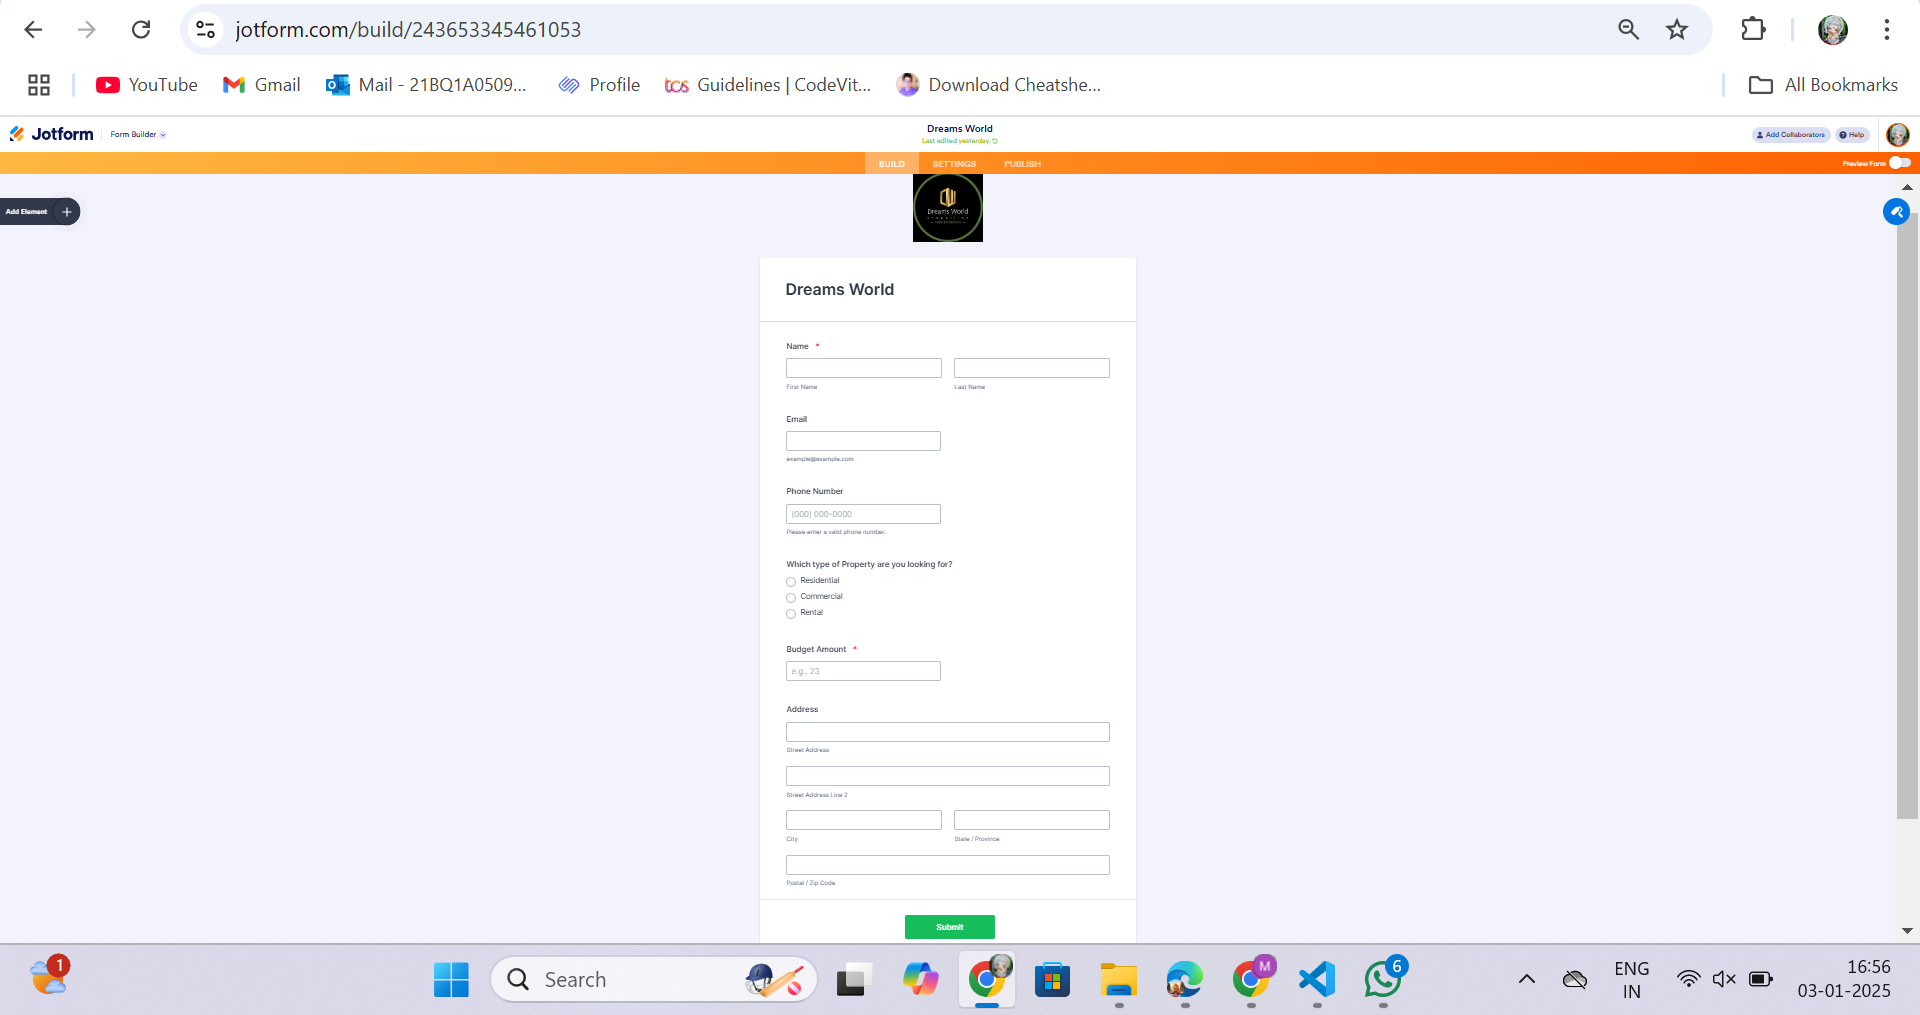 jotform.com/build/243653345461053
YouTube
Gmail
Mail - 21BQ1A0509...
Profile
tcs Guidelines | CodeVit...
Download Cheatshe...
All Bookmarks
Jotform
Form Builder
Dreams World
Last edited yesterday.
Add Collaborators
Help
BUILD
SETTINGS
PUBLISH
Preview Form
Add Element
Dreams World
Dreams World
Name *
First Name
Last Name
Email
example@example.com
Phone Number
(000) 000-0000
Please enter a valid phone number.
Which type of Property are you looking for?
Residential
Commercial
Rental
Budget Amount *
e.g., 23
Address
Street Address
Street Address Line 2
City
State / Province
Postal / Zip Code
Submit
1
Search
M
6
ENG
IN
16:56
03-01-2025